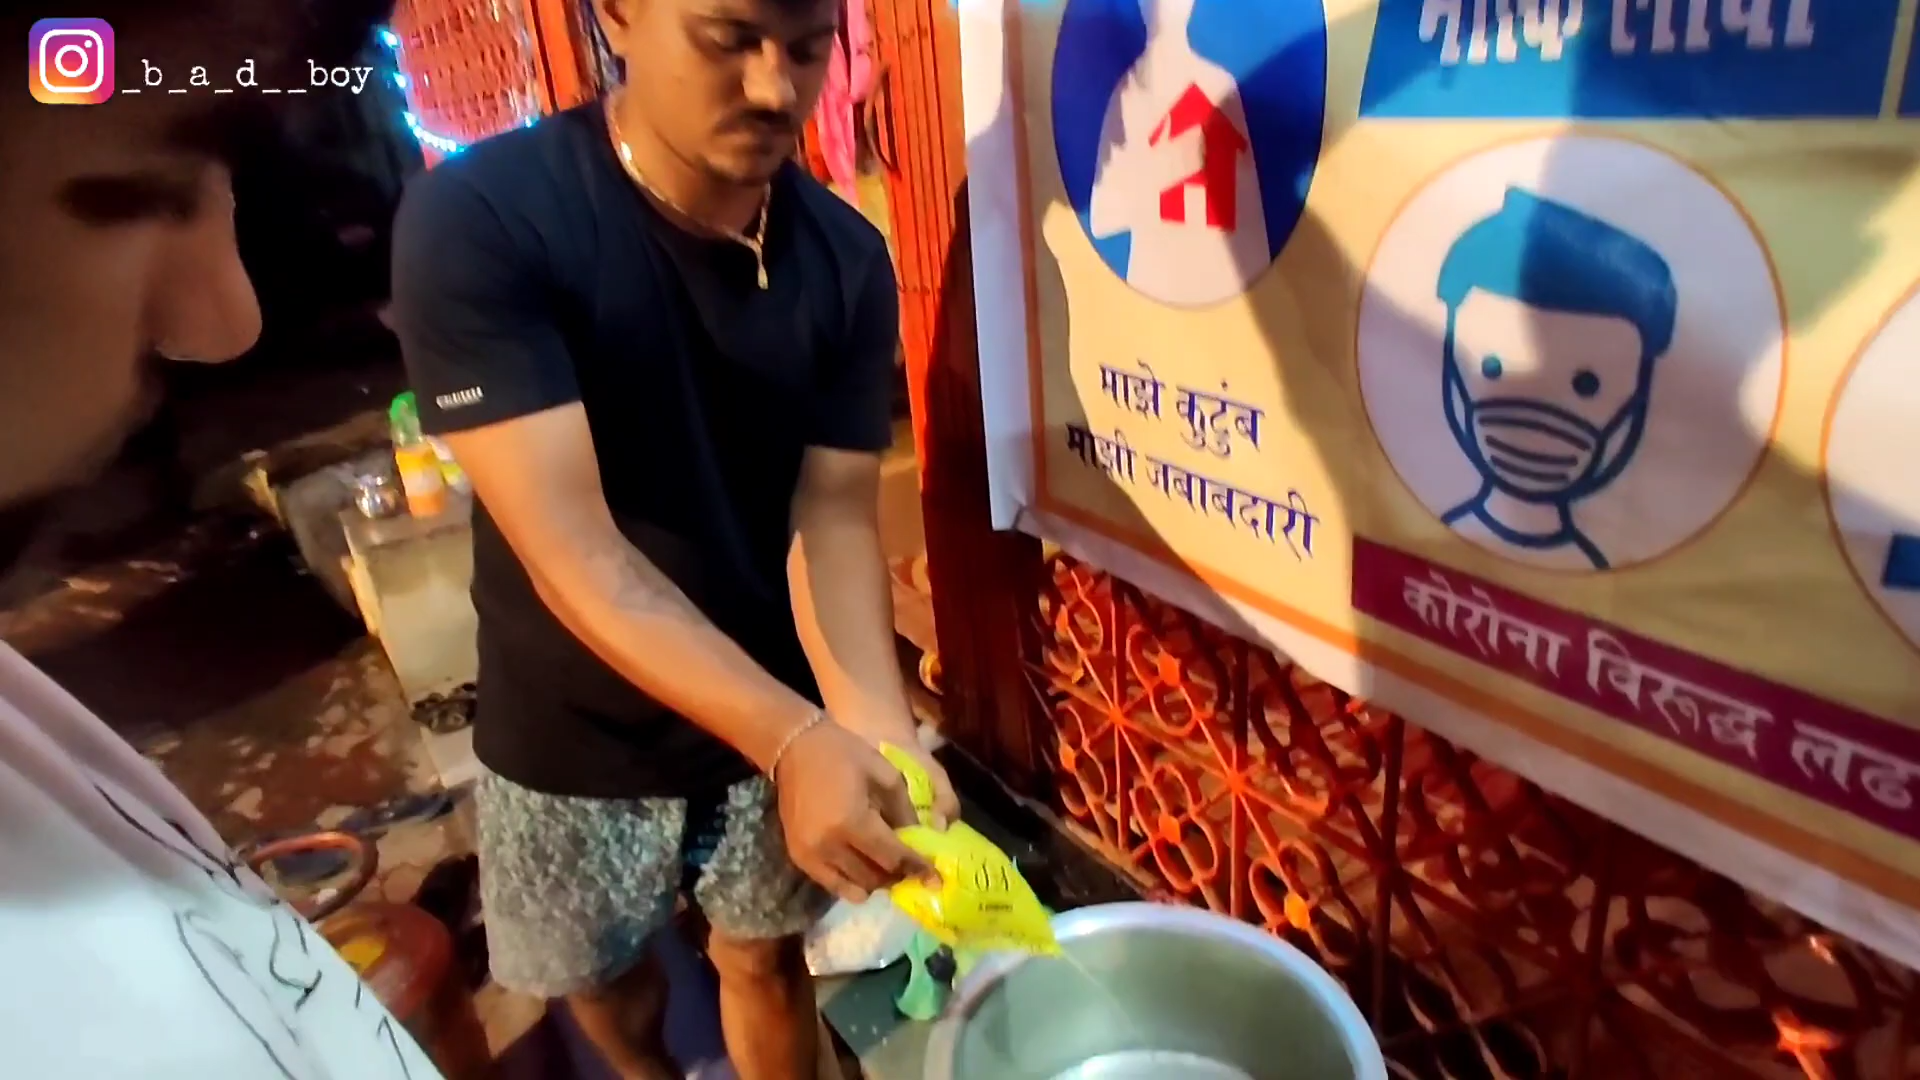 _b_a_d__boy
माझे कुटुंब
माझी जबाबदारी
कोरोना विरूद्ध लढ